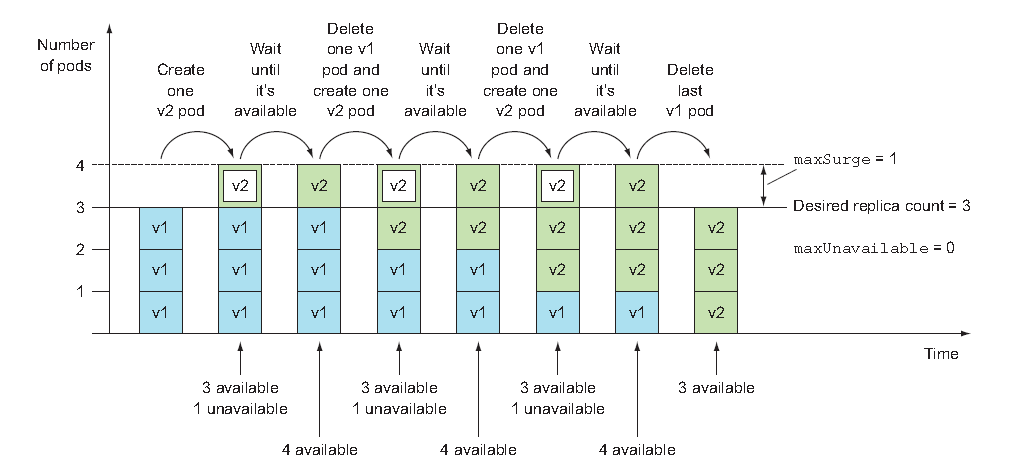 Number
of pods
Create
one
v2 pod
Wait
until
it's
available
Delete
one v1
pod and
create one
v2 pod
Wait
until
it's
available
Delete
one v1
pod and
create one
v2 pod
Wait
until
it's
available
Delete
last
v1 pod
4
3
2
1
v1
v1
v1
v2
v1
v1
v1
v2
v1
v1
v1
v2
v2
v1
v1
v2
v2
v1
v1
v2
v2
v2
v1
v2
v2
v2
v1
v2
v2
v2
maxSurge = 1
Desired replica count = 3
maxUnavailable = 0
Time
3 available
1 unavailable
4 available
3 available
1 unavailable
4 available
3 available
1 unavailable
4 available
3 available